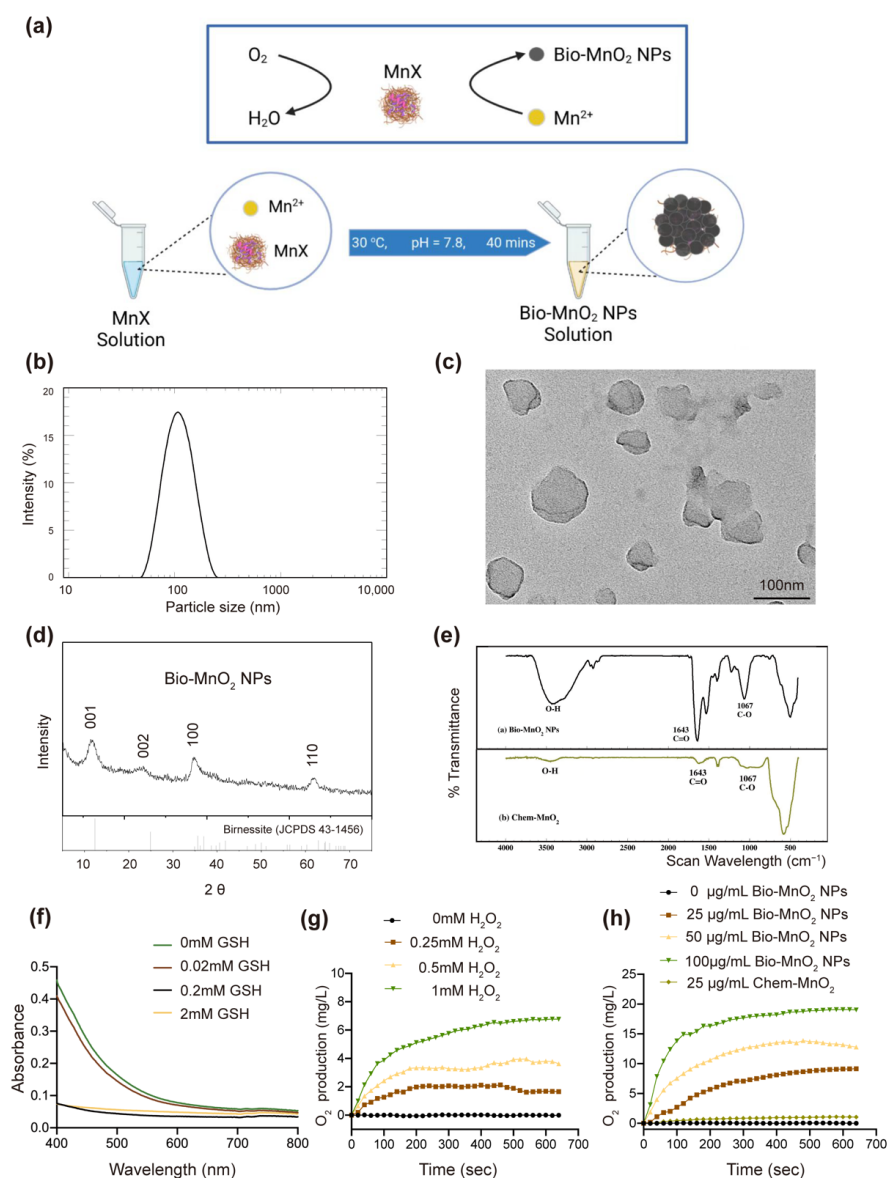 (a)
O₂
MnX
Bio-MnO₂ NPs
H₂O
Mn²⁺
Mn²⁺
MnX
30 °C, pH = 7.8, 40 mins
MnX
Solution
Bio-MnO₂ NPs
Solution
(b)
20
15
10
5
0
Intensity (%)
10
100
1000
10,000
Particle size (nm)
(c)
100nm
(d)
Bio-MnO₂ NPs
Intensity
001
002
100
110
Birnessite (JCPDS 43-1456)
10 20 30 40 50 60 70
2 θ
(e)
% Transmittance
O-H
1067
C-O
(a) Bio-MnO₂ NPs
1643
C=O
O-H
1643
C=O
1067
C-O
(b) Chem-MnO₂
4000 3500 3000 2500 2000 1500 1000 500
Scan Wavelength (cm⁻¹)
(f)
0mM GSH
0.02mM GSH
0.2mM GSH
2mM GSH
Absorbance
0.5
0.4
0.3
0.2
0.1
0.0
400 500 600 700 800
Wavelength (nm)
(g)
0mM H₂O₂
0.25mM H₂O₂
0.5mM H₂O₂
1mM H₂O₂
O₂ production (mg/L)
10
8
6
4
2
0
0 100 200 300 400 500 600 700
Time (sec)
(h)
0 µg/mL Bio-MnO₂ NPs
25 µg/mL Bio-MnO₂ NPs
50 µg/mL Bio-MnO₂ NPs
100µg/mL Bio-MnO₂ NPs
25 µg/mL Chem-MnO₂
O₂ production (mg/L)
25
20
15
10
5
0
0 100 200 300 400 500 600 700
Time (sec)